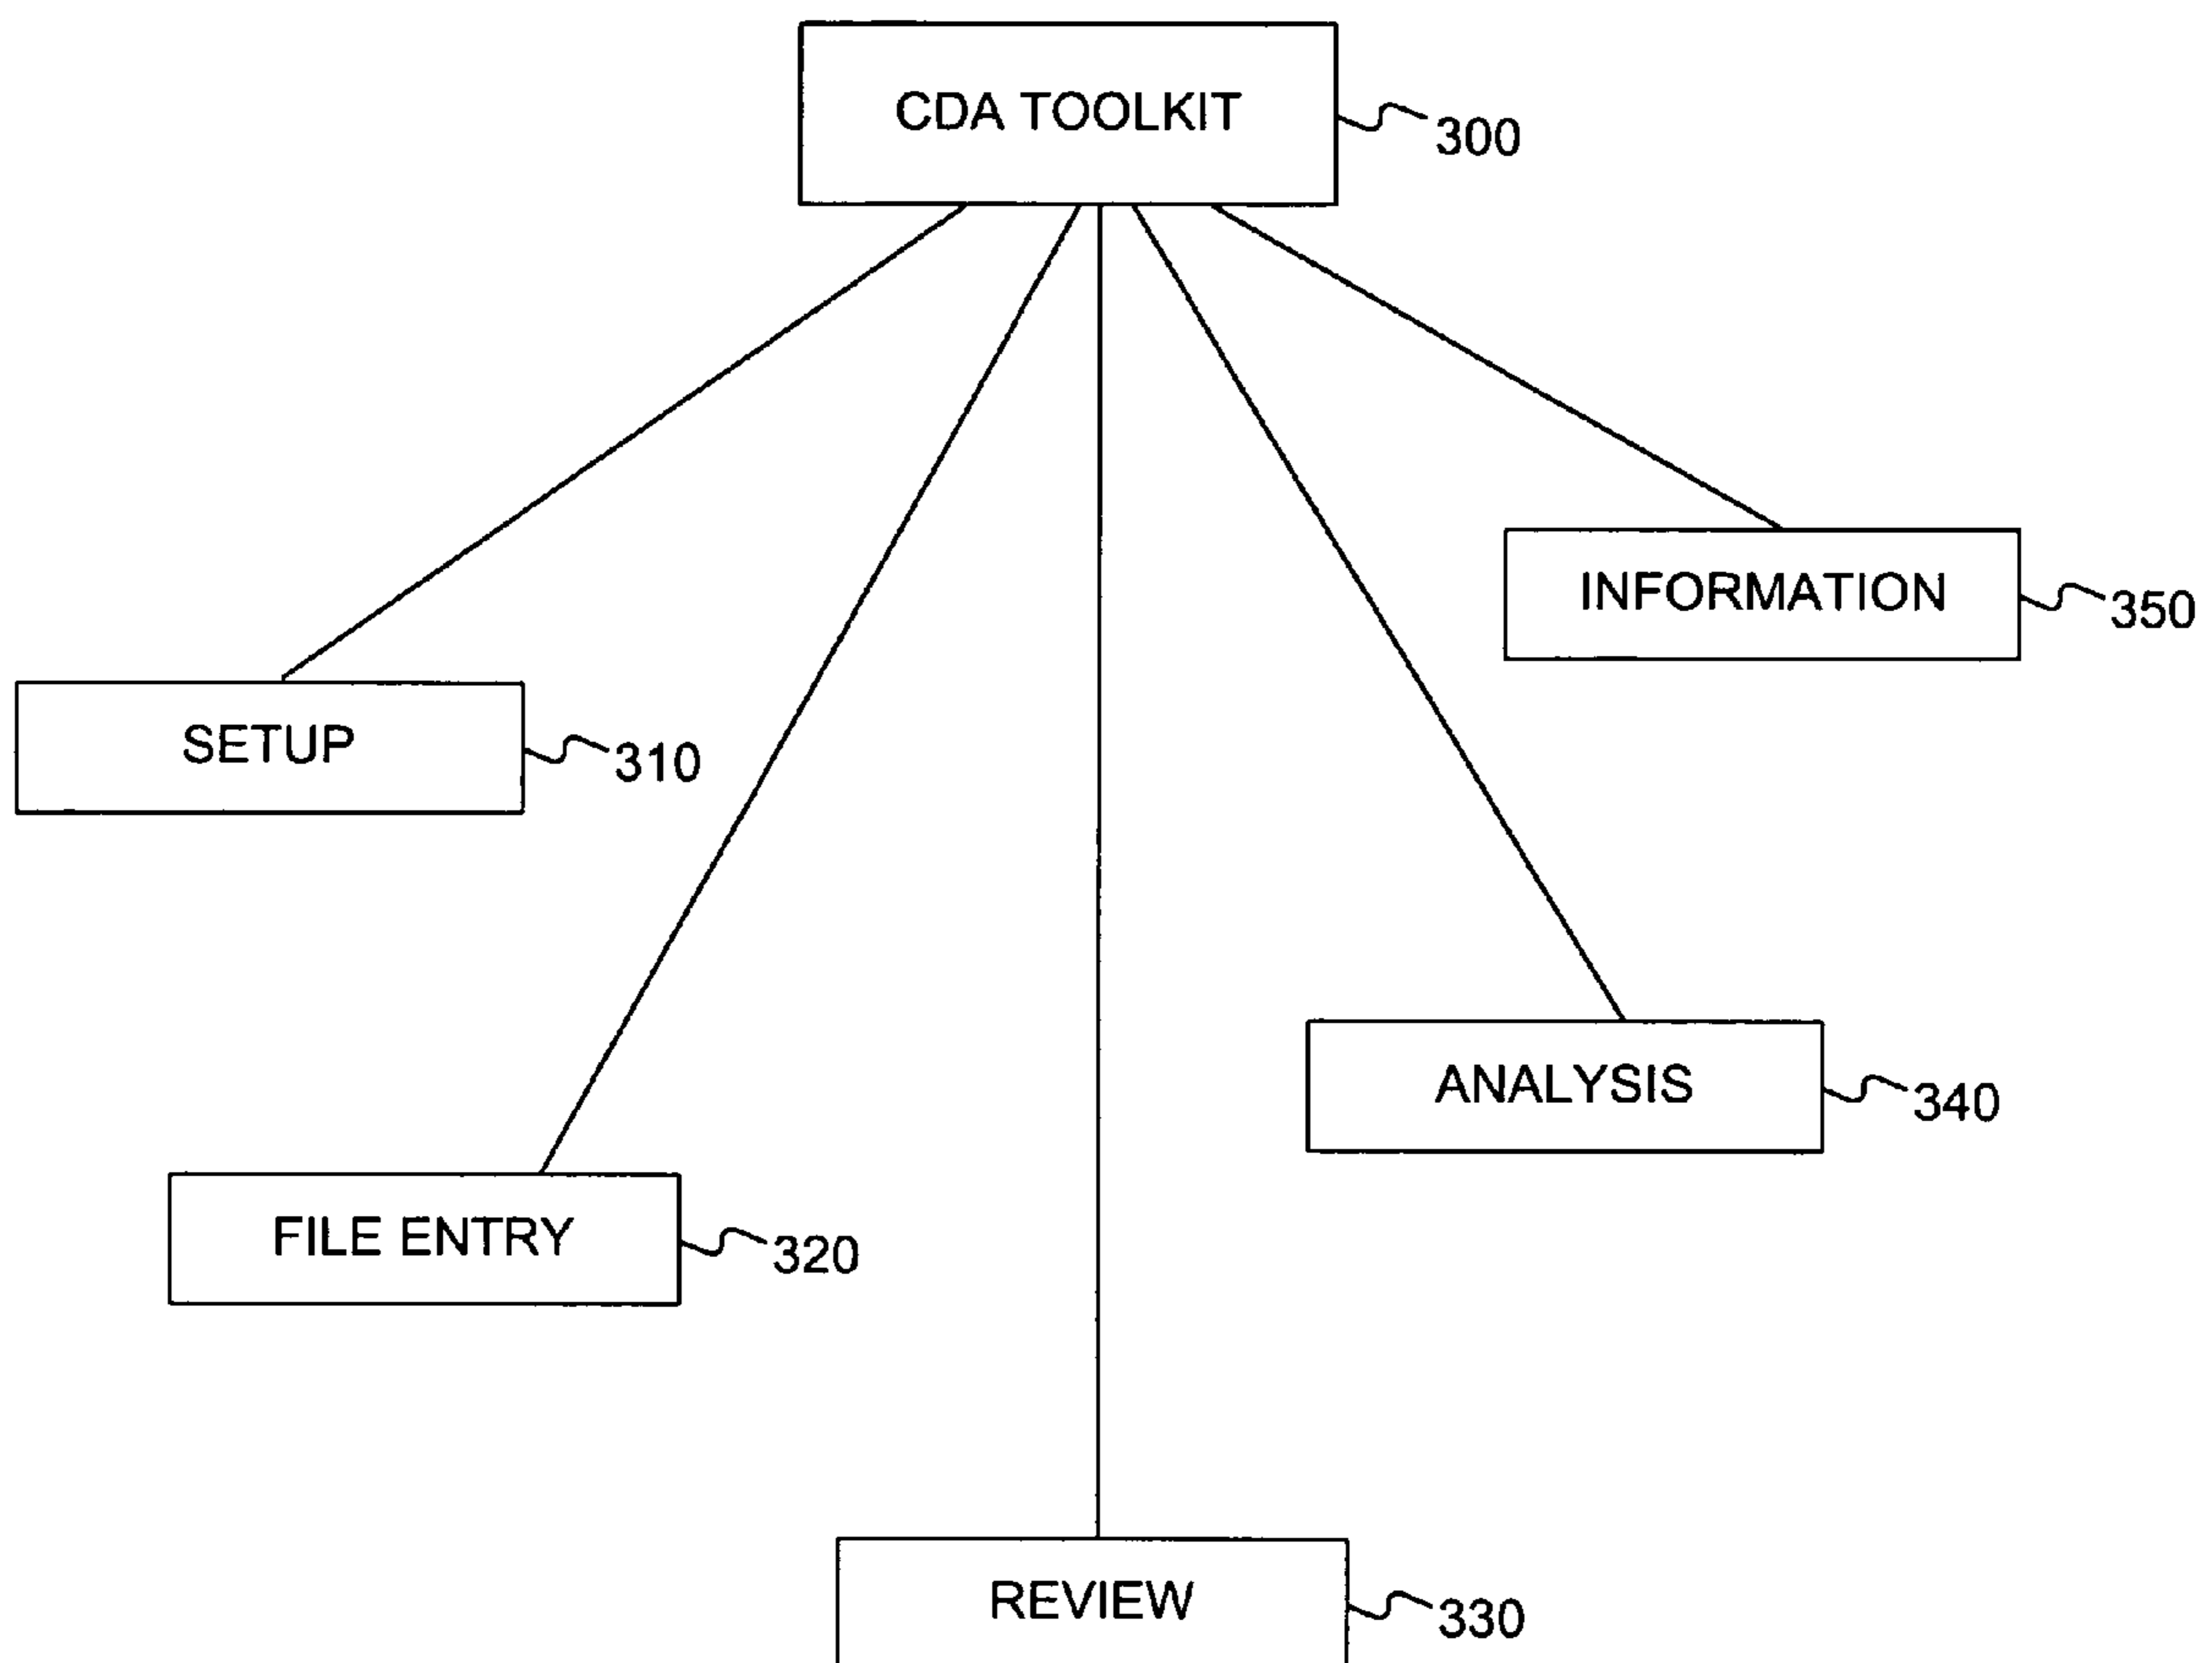 CDA TOOLKIT
300
INFORMATION
350
SETUP
310
ANALYSIS
340
FILE ENTRY
320
REVIEW
330